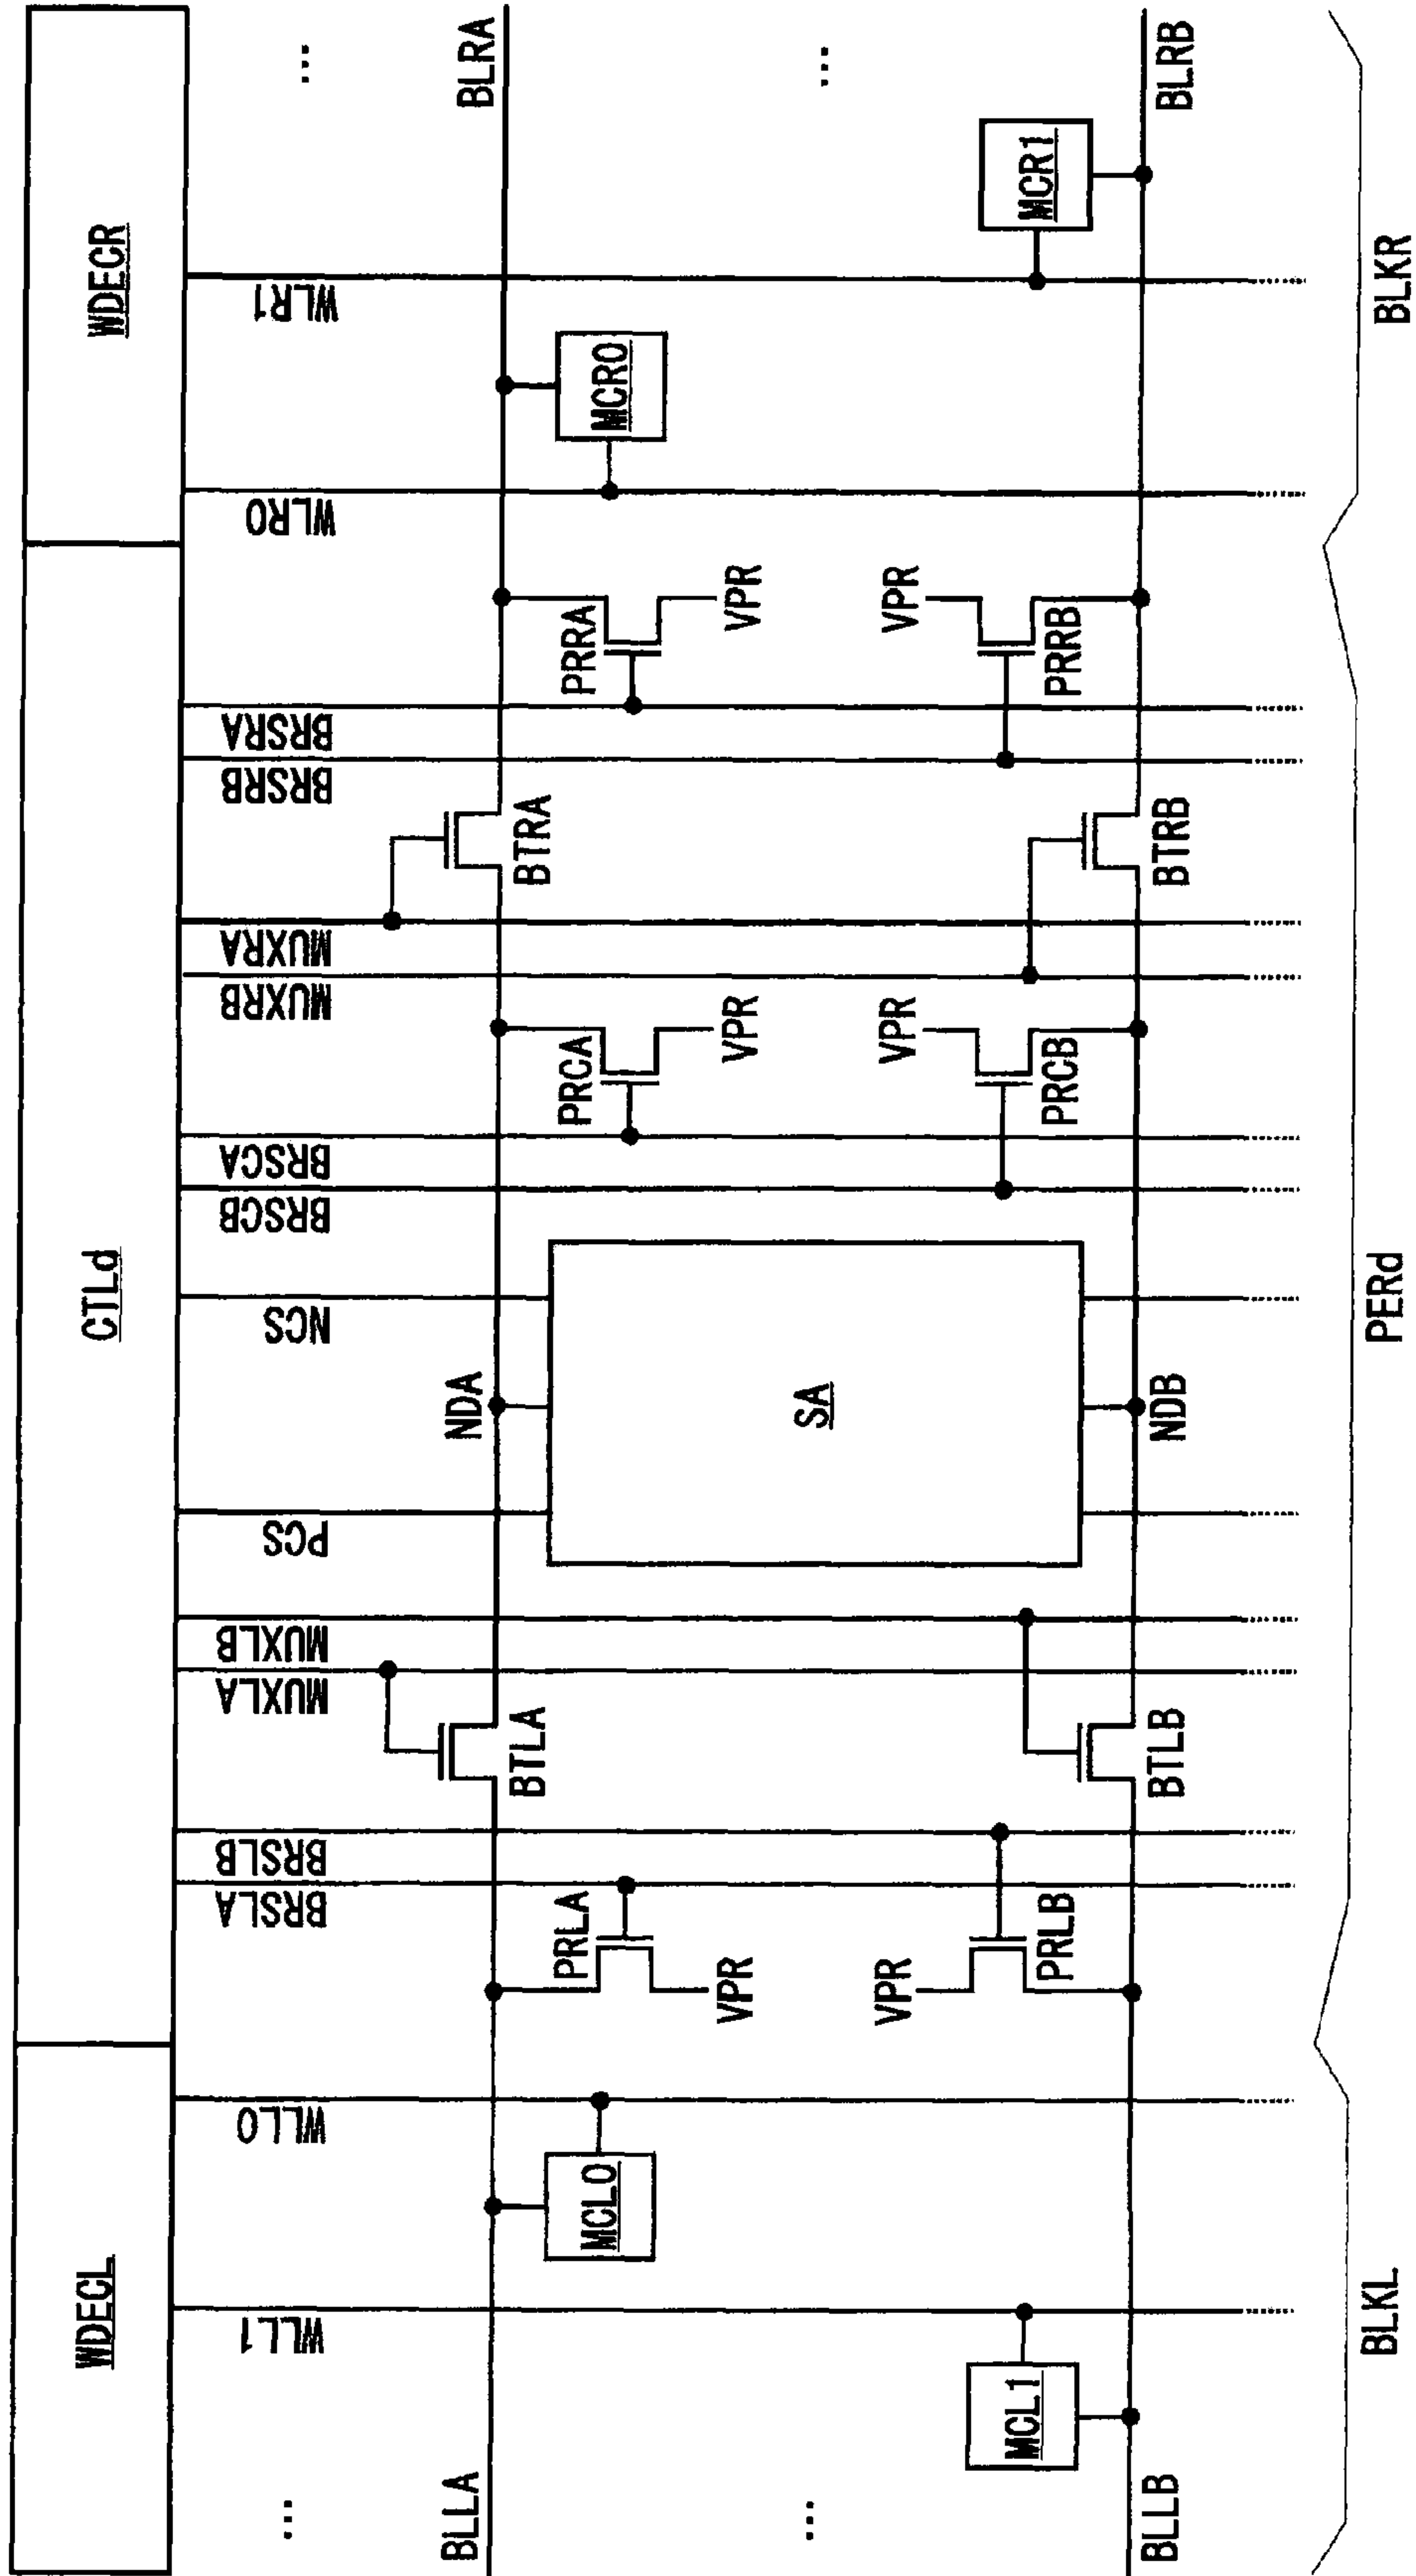 WDECL
CTLd
WDECR
WLL1
WLL0
BRSLA
BRSLB
MUXLA
MUXLB
PCS
NCS
BRSCB
BRSCA
MUXRB
MUXRA
BRSRB
BRSRA
WLR0
WLR1
...
...
BLLA
NDA
BLRA
BTLA
BTRA
MCL0
PRLA
VPR
PRCA
VPR
PRRA
VPR
MCR0
SA
...
...
MCL1
VPR
PRLB
VPR
PRCB
VPR
PRRB
MCR1
BLLB
BTLB
NDB
BTRB
BLRB
BLKL
PERd
BLKR